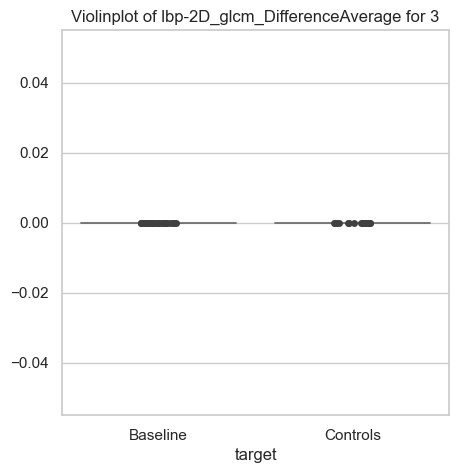 Violinplot of lbp-2D_glcm_DifferenceAverage for 3
0.04
0.02
0.00
−0.02
−0.04
Baseline
Controls
target